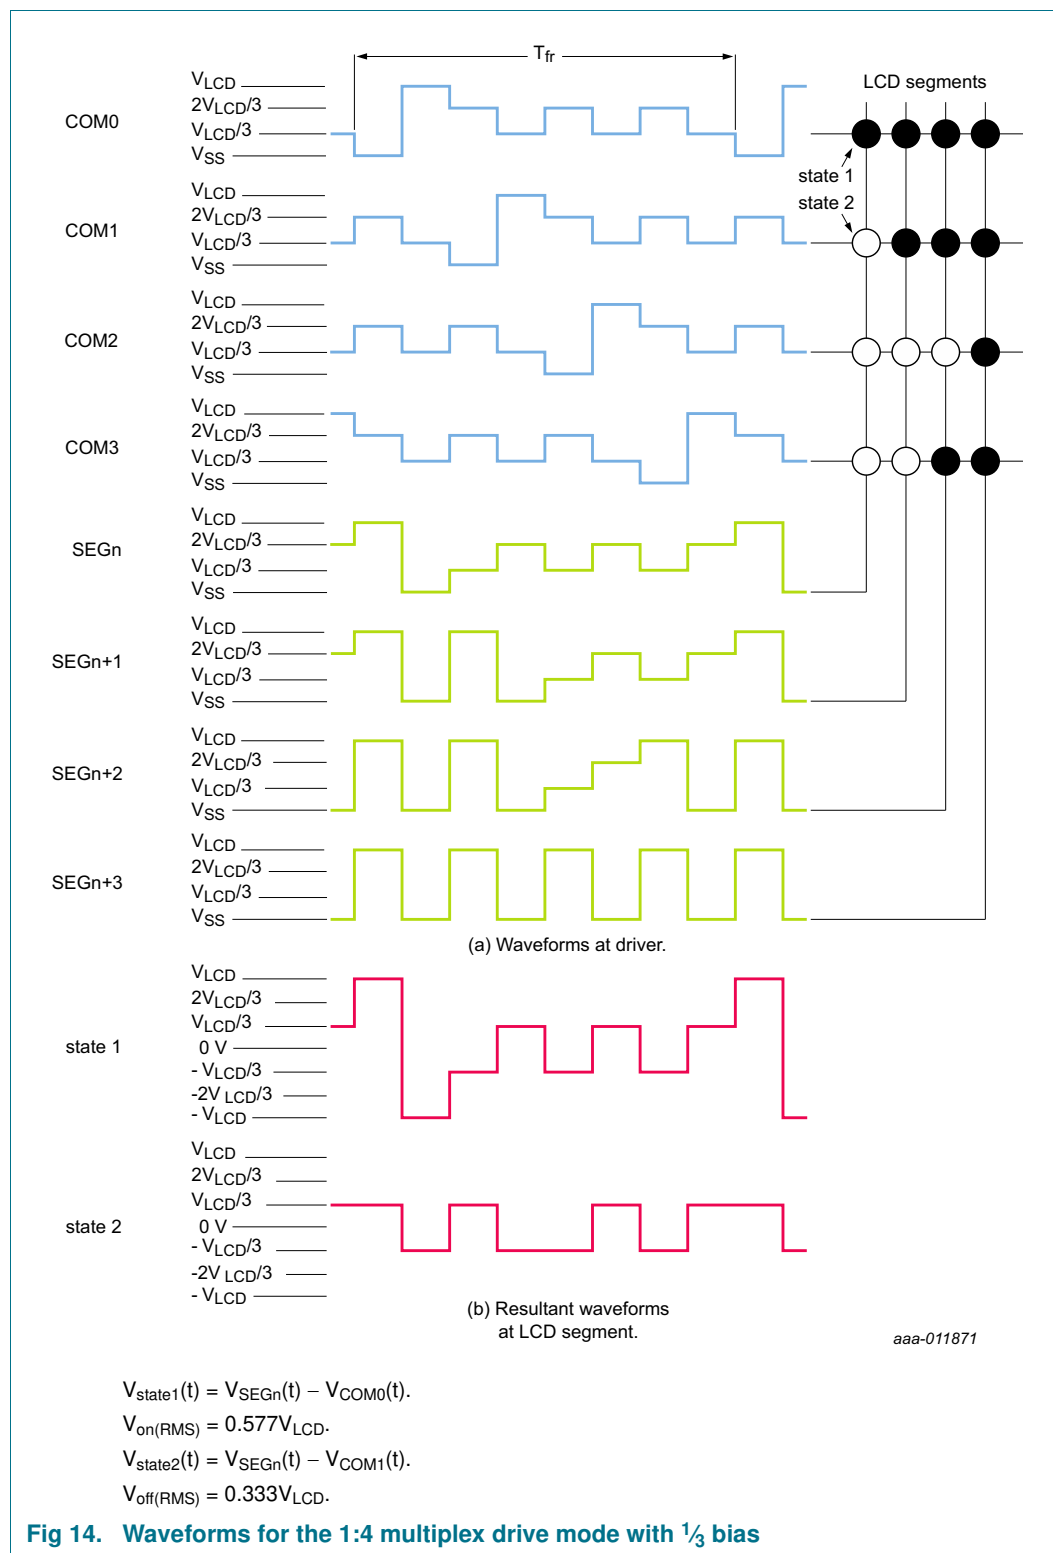 Tfr
LCD segments
COM0
VLCD
2VLCD/3
VLCD/3
VSS
state 1
state 2
COM1
VLCD
2VLCD/3
VLCD/3
VSS
COM2
VLCD
2VLCD/3
VLCD/3
VSS
COM3
VLCD
2VLCD/3
VLCD/3
VSS
SEGn
VLCD
2VLCD/3
VLCD/3
VSS
SEGn+1
VLCD
2VLCD/3
VLCD/3
VSS
SEGn+2
VLCD
2VLCD/3
VLCD/3
VSS
SEGn+3
VLCD
2VLCD/3
VLCD/3
VSS
(a) Waveforms at driver.
state 1
VLCD
2VLCD/3
VLCD/3
0 V
- VLCD/3
-2V LCD/3
- VLCD
state 2
VLCD
2VLCD/3
VLCD/3
0 V
- VLCD/3
-2V LCD/3
- VLCD
(b) Resultant waveforms
at LCD segment.
aaa-011871
Vstate1(t) = VSEGn(t) − VCOM0(t).
Von(RMS) = 0.577VLCD.
Vstate2(t) = VSEGn(t) − VCOM1(t).
Voff(RMS) = 0.333VLCD.
Fig 14. Waveforms for the 1:4 multiplex drive mode with 1⁄3 bias